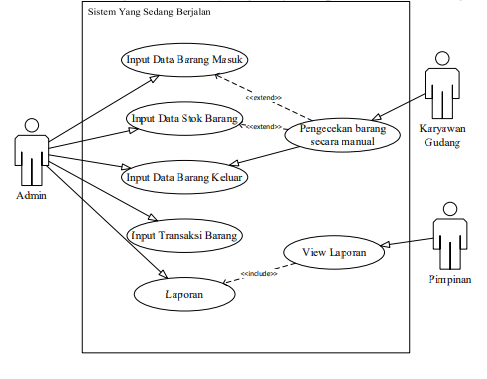 Sistem Yang Sedang Berjalan
Input Data Barang Masuk
<<extend>>
Input Data Stok Barang
<<extend>>
Pengecekan barang
secara manual
Karyawan
Gudang
Input Data Barang Keluar
Admin
Input Transaksi Barang
View Laporan
<<include>>
Pimpinan
Laporan